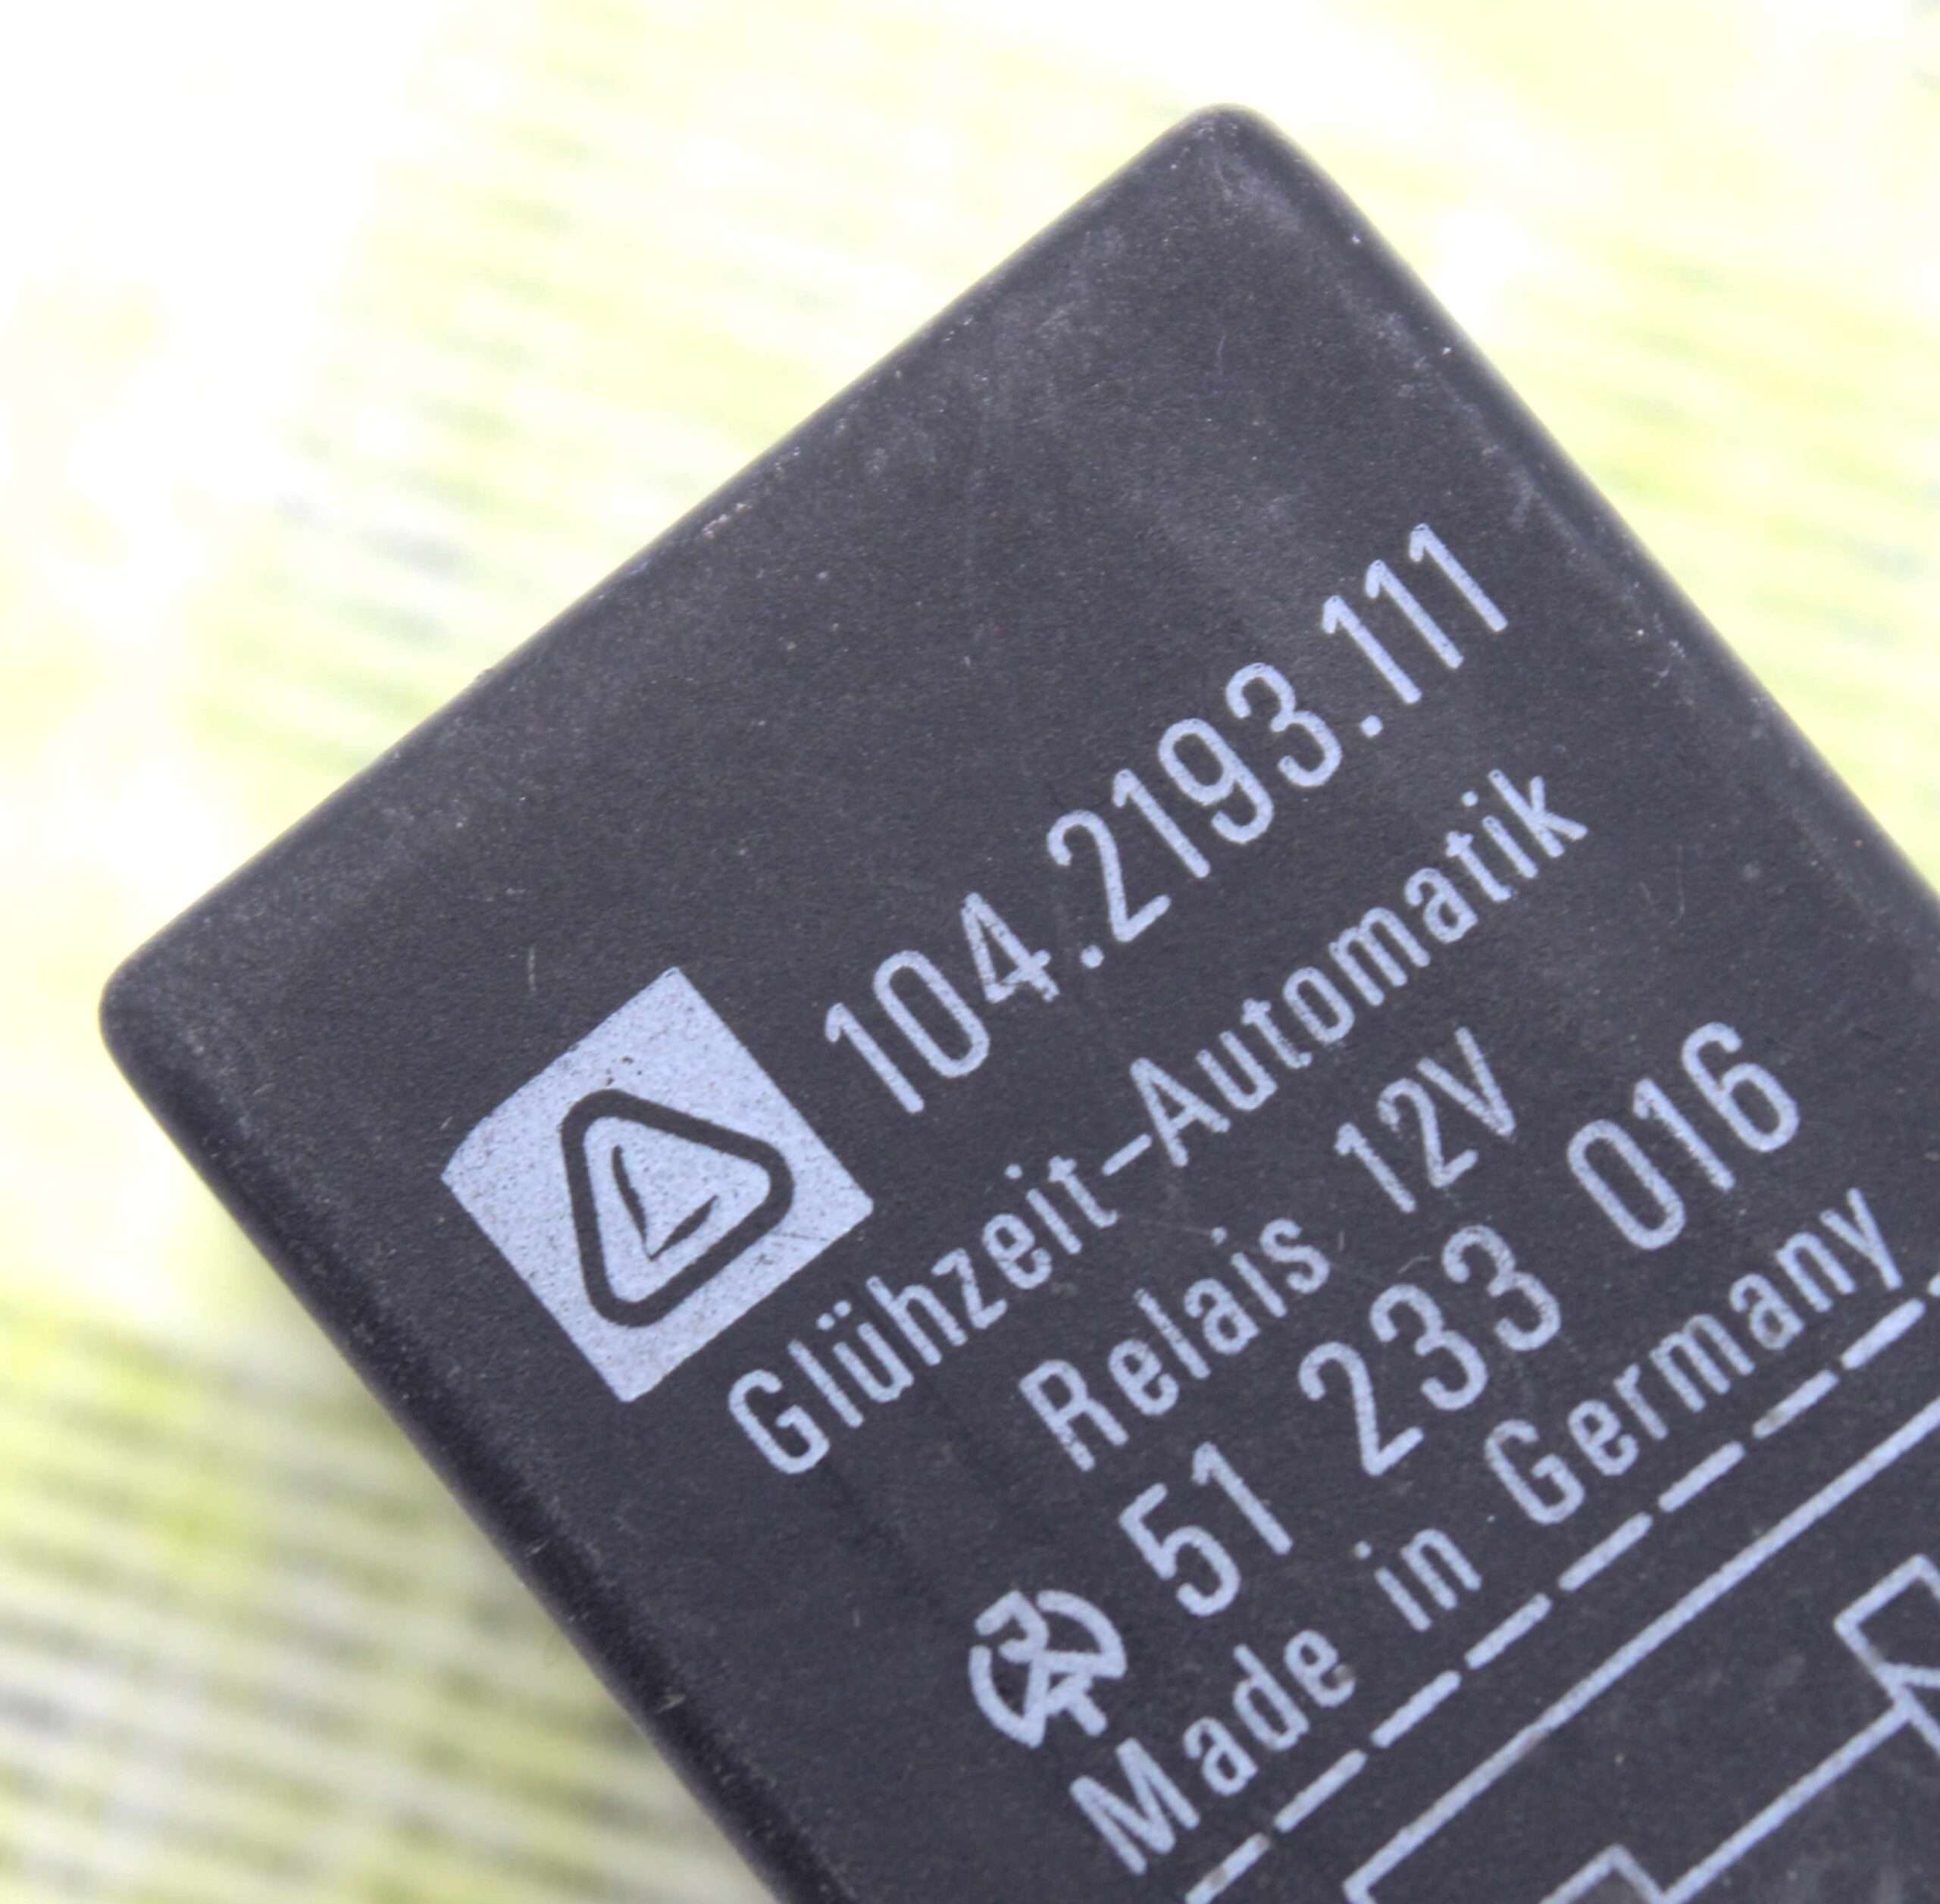 104.2193.111
Glühzeit-Automatik
Relais 12V
51 233 016
Made in Germany